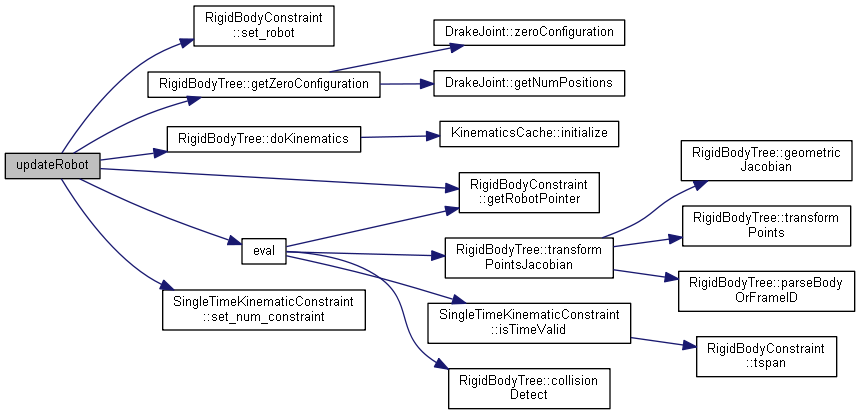 updateRobot
RigidBodyConstraint
::set_robot
RigidBodyTree::getZeroConfiguration
DrakeJoint::zeroConfiguration
DrakeJoint::getNumPositions
RigidBodyTree::doKinematics
KinematicsCache::initialize
RigidBodyConstraint
::getRobotPointer
eval
RigidBodyTree::transform
PointsJacobian
RigidBodyTree::geometric
Jacobian
RigidBodyTree::transform
Points
RigidBodyTree::parseBody
OrFrameID
SingleTimeKinematicConstraint
::isTimeValid
RigidBodyConstraint
::tspan
RigidBodyTree::collision
Detect
SingleTimeKinematicConstraint
::set_num_constraint